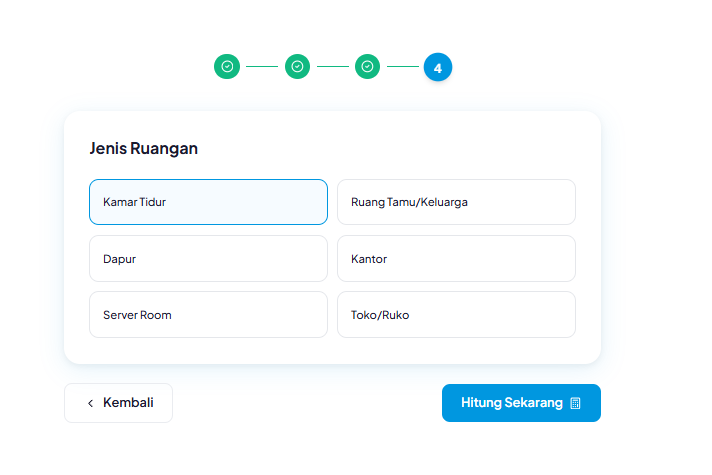 4
Jenis Ruangan
Kamar Tidur
Ruang Tamu/Keluarga
Dapur
Kantor
Server Room
Toko/Ruko
Kembali
Hitung Sekarang